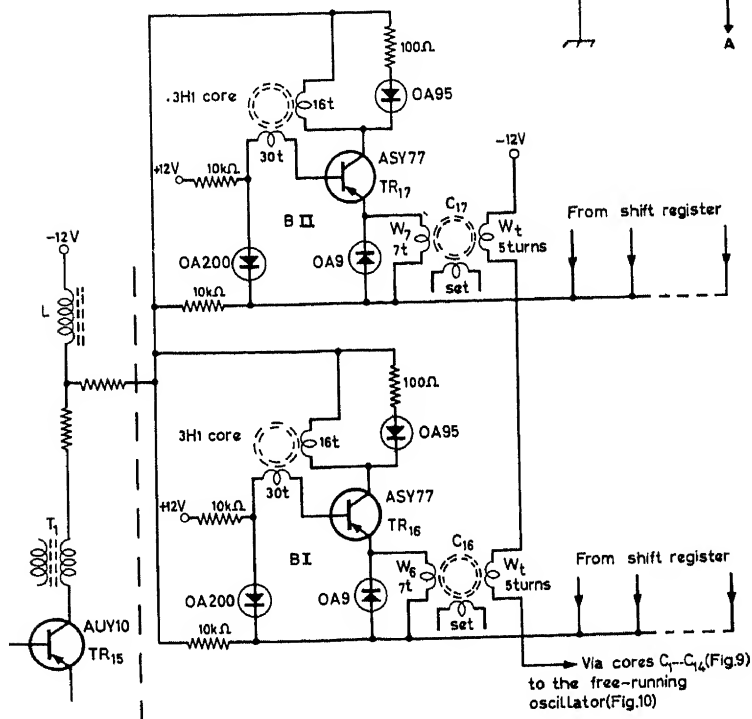 A
100Ω
OA95
.3H1 core
16t
30t
ASY77
TR17
+12V
10kΩ
B II
-12V
C17
W7
7t
Wt
5turns
From shift register
OA200
OA9
set
10kΩ
-12V
L
100Ω
OA95
3H1 core
16t
30t
ASY77
TR16
+12V
10kΩ
B I
C16
W6
7t
Wt
5turns
From shift register
T1
OA200
OA9
set
10kΩ
AUY10
TR15
Via cores C1--C14(Fig.9)
to the free-running
oscillator(Fig.10)